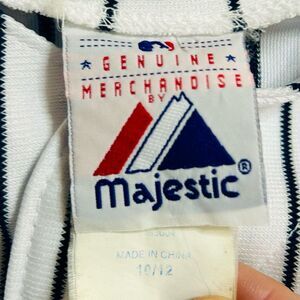 GENUINE
MERCHANDISE
BY
Majestic ®
MADE IN CHINA
10/12